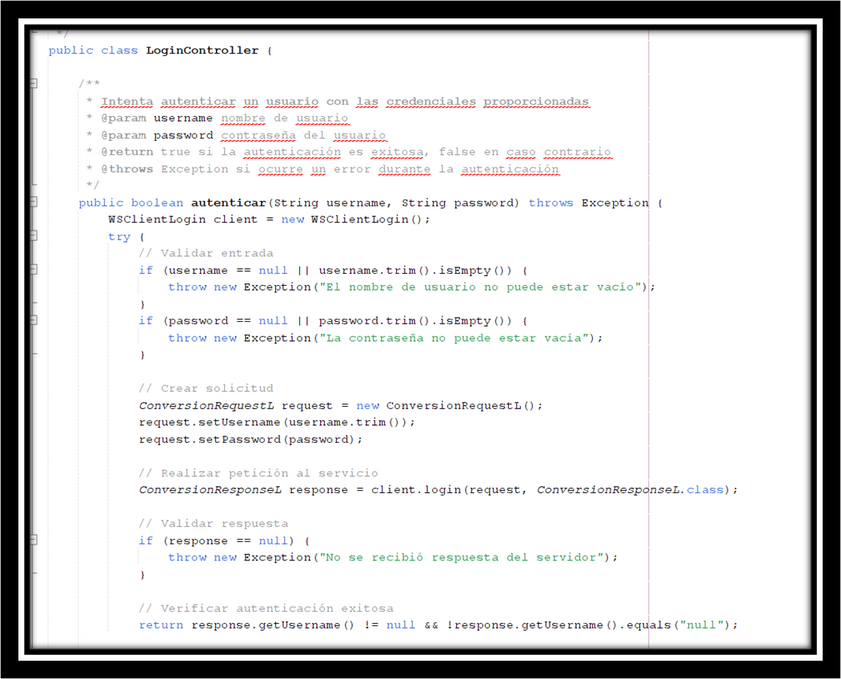 */
public class LoginController {
/**
* Intenta autenticar un usuario con las credenciales proporcionadas
* @param username nombre de usuario
* @param password contraseña del usuario
* @return true si la autenticación es exitosa, false en caso contrario
* @throws Exception si ocurre un error durante la autenticación
*/
public boolean autenticar(String username, String password) throws Exception {
WSClientLogin client = new WSClientLogin();
try {
// Validar entrada
if (username == null || username.trim().isEmpty()) {
throw new Exception("El nombre de usuario no puede estar vacío");
}
if (password == null || password.trim().isEmpty()) {
throw new Exception("La contraseña no puede estar vacía");
}
// Crear solicitud
ConversionRequestL request = new ConversionRequestL();
request.setUsername(username.trim());
request.setPassword(password);
// Realizar petición al servicio
ConversionResponseL response = client.login(request, ConversionResponseL.class);
// Validar respuesta
if (response == null) {
throw new Exception("No se recibió respuesta del servidor");
}
// Verificar autenticación exitosa
return response.getUsername() != null && !response.getUsername().equals("null");